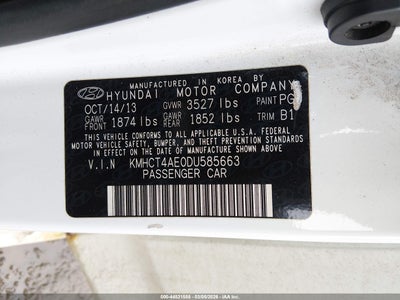 MANUFACTURED IN KOREA BY
HYUNDAI MOTOR COMPANY
OCT/14/13 GVWR 3527 lbs PAINT PG
GAWR FRONT 1874 lbs GAWR REAR 1852 lbs TRIM B1
THIS VEHICLE CONFORMS TO ALL APPLICABLE U.S.A. FEDERAL
MOTOR VEHICLE SAFETY, BUMPER, AND THEFT PREVENTION
STANDARDS IN EFFECT ON THE DATE OF MANUFACTURE SHOWN ABOVE.
V.I.N KMHCT4AE0DU585663
PASSENGER CAR